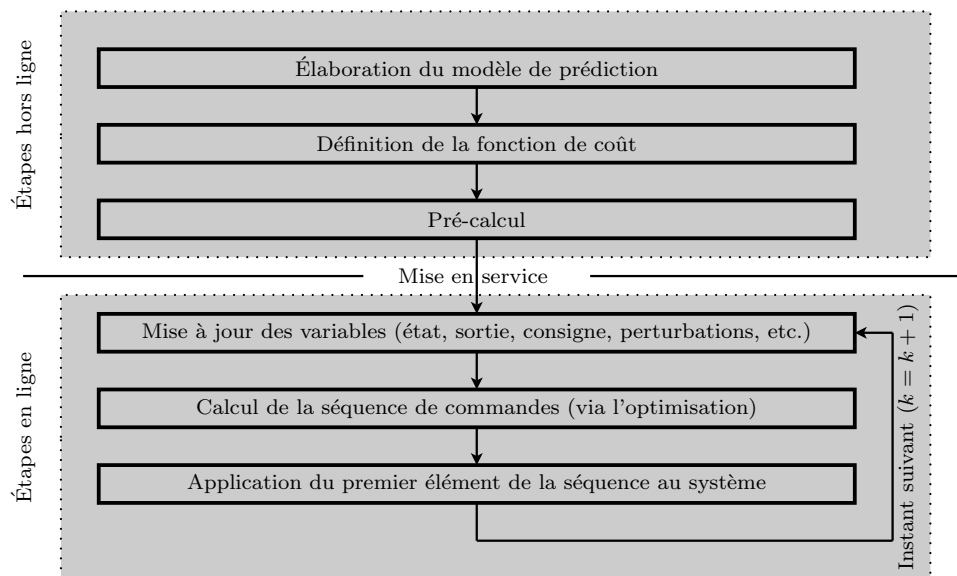 Étapes hors ligne
Élaboration du modèle de prédiction
Définition de la fonction de coût
Pré-calcul
Mise en service
Étapes en ligne
Mise à jour des variables (état, sortie, consigne, perturbations, etc.)
Calcul de la séquence de commandes (via l'optimisation)
Application du premier élément de la séquence au système
Instant suivant (k = k + 1)